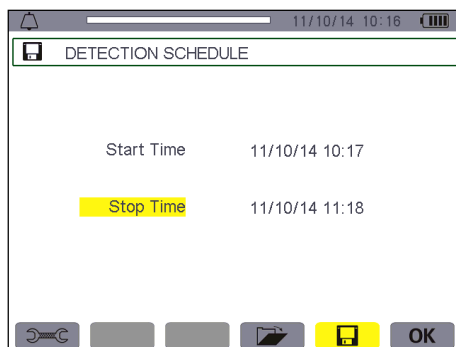 11/10/14 10:16
DETECTION SCHEDULE
Start Time 11/10/14 10:17
Stop Time 11/10/14 11:18
OK